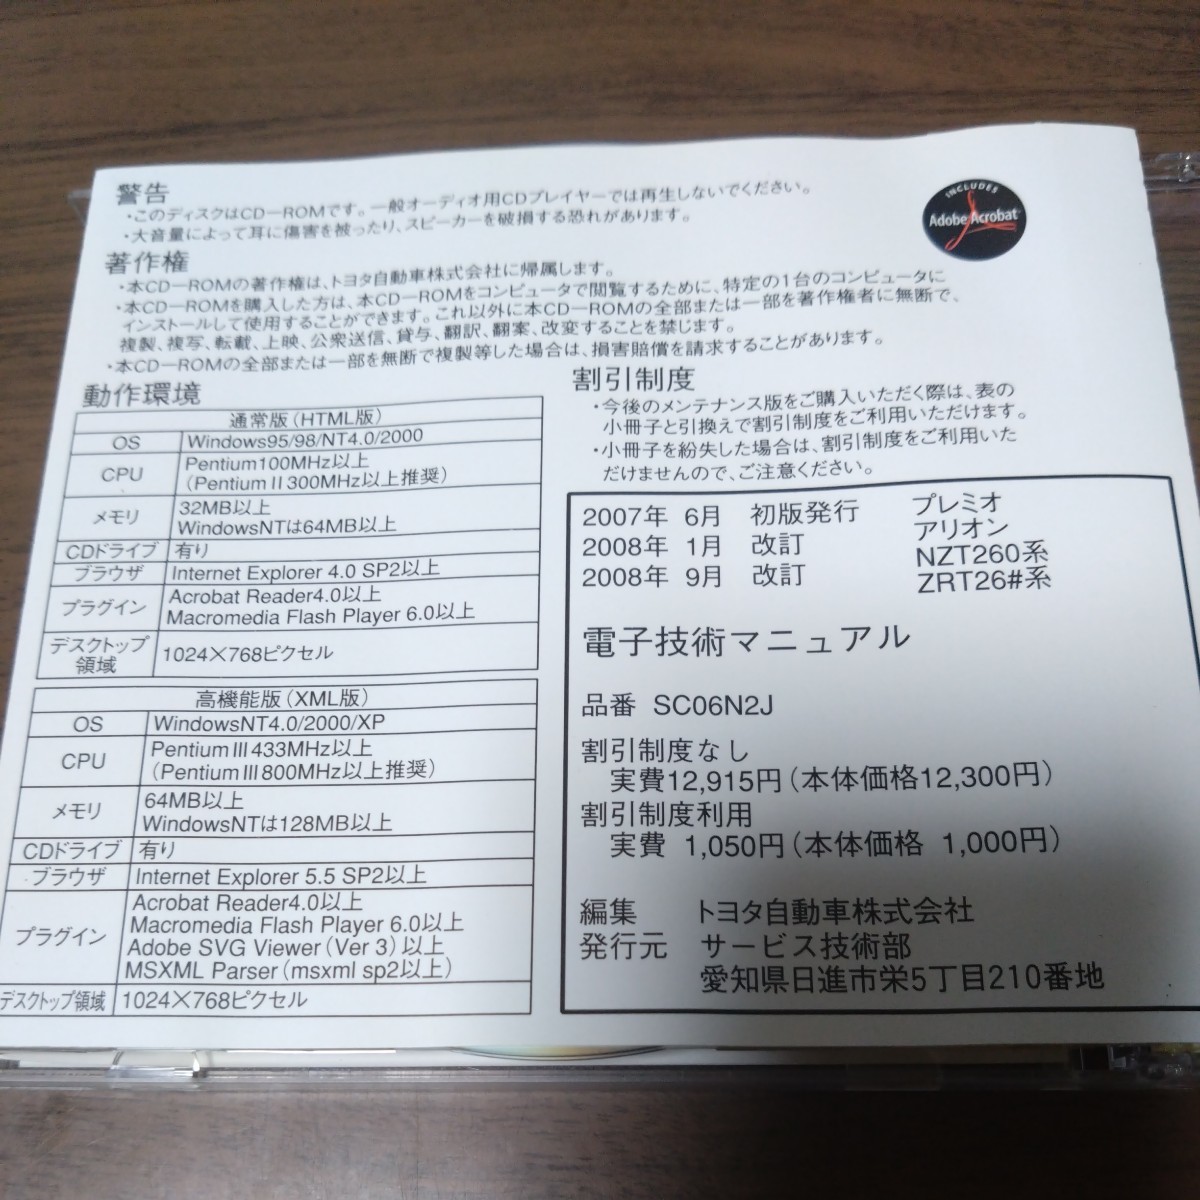 警告
・このディスクはCD－ROMです。一般オーディオ用CDプレイヤーでは再生しないでください。
・大音量によって耳に傷害を被ったり、スピーカーを破損する恐れがあります。
INCLUDES
Adobe Acrobat
著作権
・本CD－ROMの著作権は、トヨタ自動車株式会社に帰属します。
・本CD－ROMを購入した方は、本CD－ROMをコンピュータで閲覧するために、特定の1台のコンピュータに
インストールして使用することができます。これ以外に本CD－ROMの全部または一部を著作権者に無断で、
複製、複写、転載、上映、公衆送信、貸与、翻訳、翻案、改変することを禁じます。
・本CD－ROMの全部または一部を無断で複製等した場合は、損害賠償を請求することがあります。
動作環境
通常版（HTML版）
OS Windows95/98/NT4.0/2000
CPU Pentium100MHz以上
（PentiumⅡ300MHz以上推奨）
メモリ 32MB以上
WindowsNTは64MB以上
CDドライブ 有り
ブラウザ Internet Explorer 4.0 SP2以上
プラグイン Acrobat Reader4.0以上
Macromedia Flash Player 6.0以上
デスクトップ領域 1024×768ピクセル
高機能版（XML版）
OS WindowsNT4.0/2000/XP
CPU PentiumⅢ433MHz以上
（PentiumⅢ800MHz以上推奨）
メモリ 64MB以上
WindowsNTは128MB以上
CDドライブ 有り
ブラウザ Internet Explorer 5.5 SP2以上
プラグイン Acrobat Reader4.0以上
Macromedia Flash Player 6.0以上
Adobe SVG Viewer（Ver 3）以上
MSXML Parser（msxml sp2以上）
デスクトップ領域 1024×768ピクセル
割引制度
・今後のメンテナンス版をご購入いただく際は、表の
小冊子と引換えで割引制度をご利用いただけます。
・小冊子を紛失した場合は、割引制度をご利用いた
だけませんので、ご注意ください。
2007年 6月 初版発行 プレミオ
2008年 1月 改訂 アリオン
2008年 9月 改訂 NZT260系
ZRT26#系
電子技術マニュアル
品番 SC06N2J
割引制度なし
実費12,915円（本体価格12,300円）
割引制度利用
実費 1,050円（本体価格 1,000円）
編集 トヨタ自動車株式会社
発行元 サービス技術部
愛知県日進市栄5丁目210番地